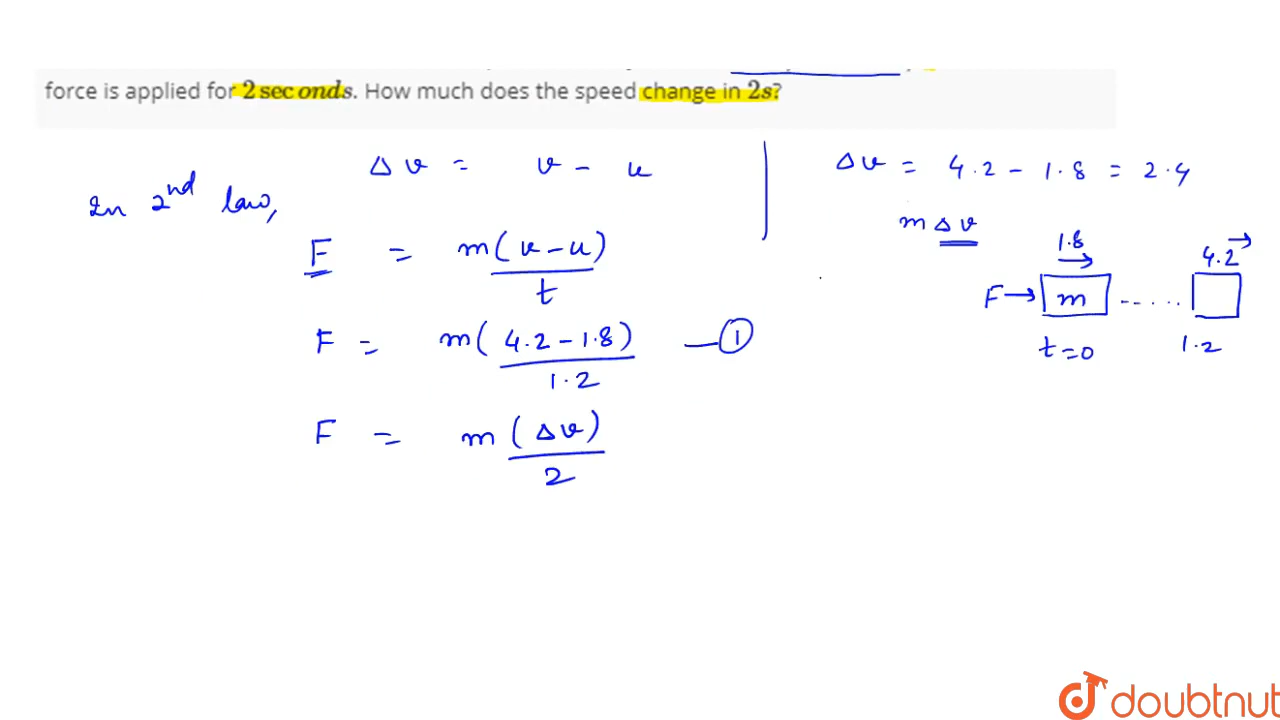 force is applied for 2 sec onds. How much does the speed change in 2s?
Δv = v - u
Δv = 4.2 - 1.8 = 2.4
In 2nd law,
mΔv
F = m(v-u)/t
1.8
4.2
F → m ......
t=0
1.2
F = m(4.2-1.8)/1.2 —①
F = m(Δv)/2
doubtnut